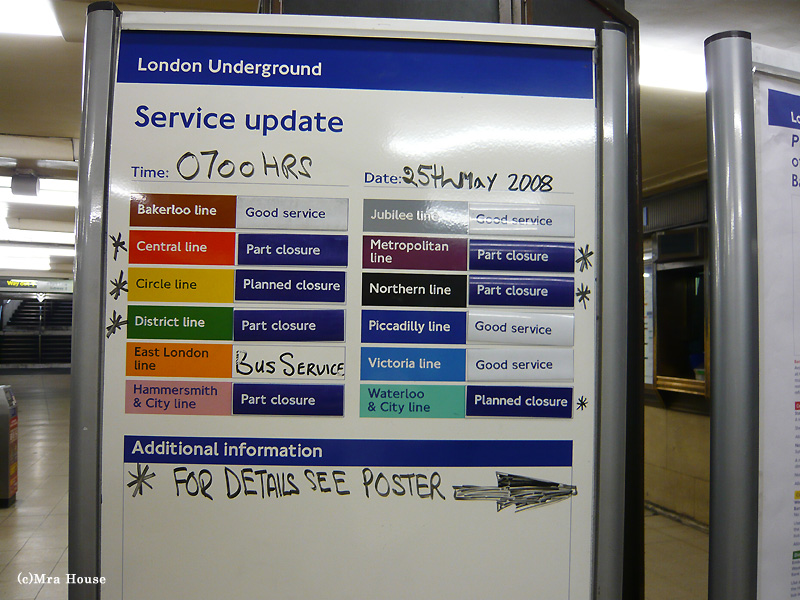 London Underground
Service update
Time: 0700 HRS
Date: 25th May 2008
Bakerloo line Good service
* Central line Part closure
* Circle line Planned closure
* District line Part closure
East London
line BUS SERVICE
Hammersmith
& City line Part closure
Jubilee line Good service
Metropolitan
line Part closure *
Northern line Part closure *
Piccadilly line Good service
Victoria line Good service
Waterloo
& City line Planned closure *
Additional information
* FOR DETAILS SEE POSTER
(c)Mra House